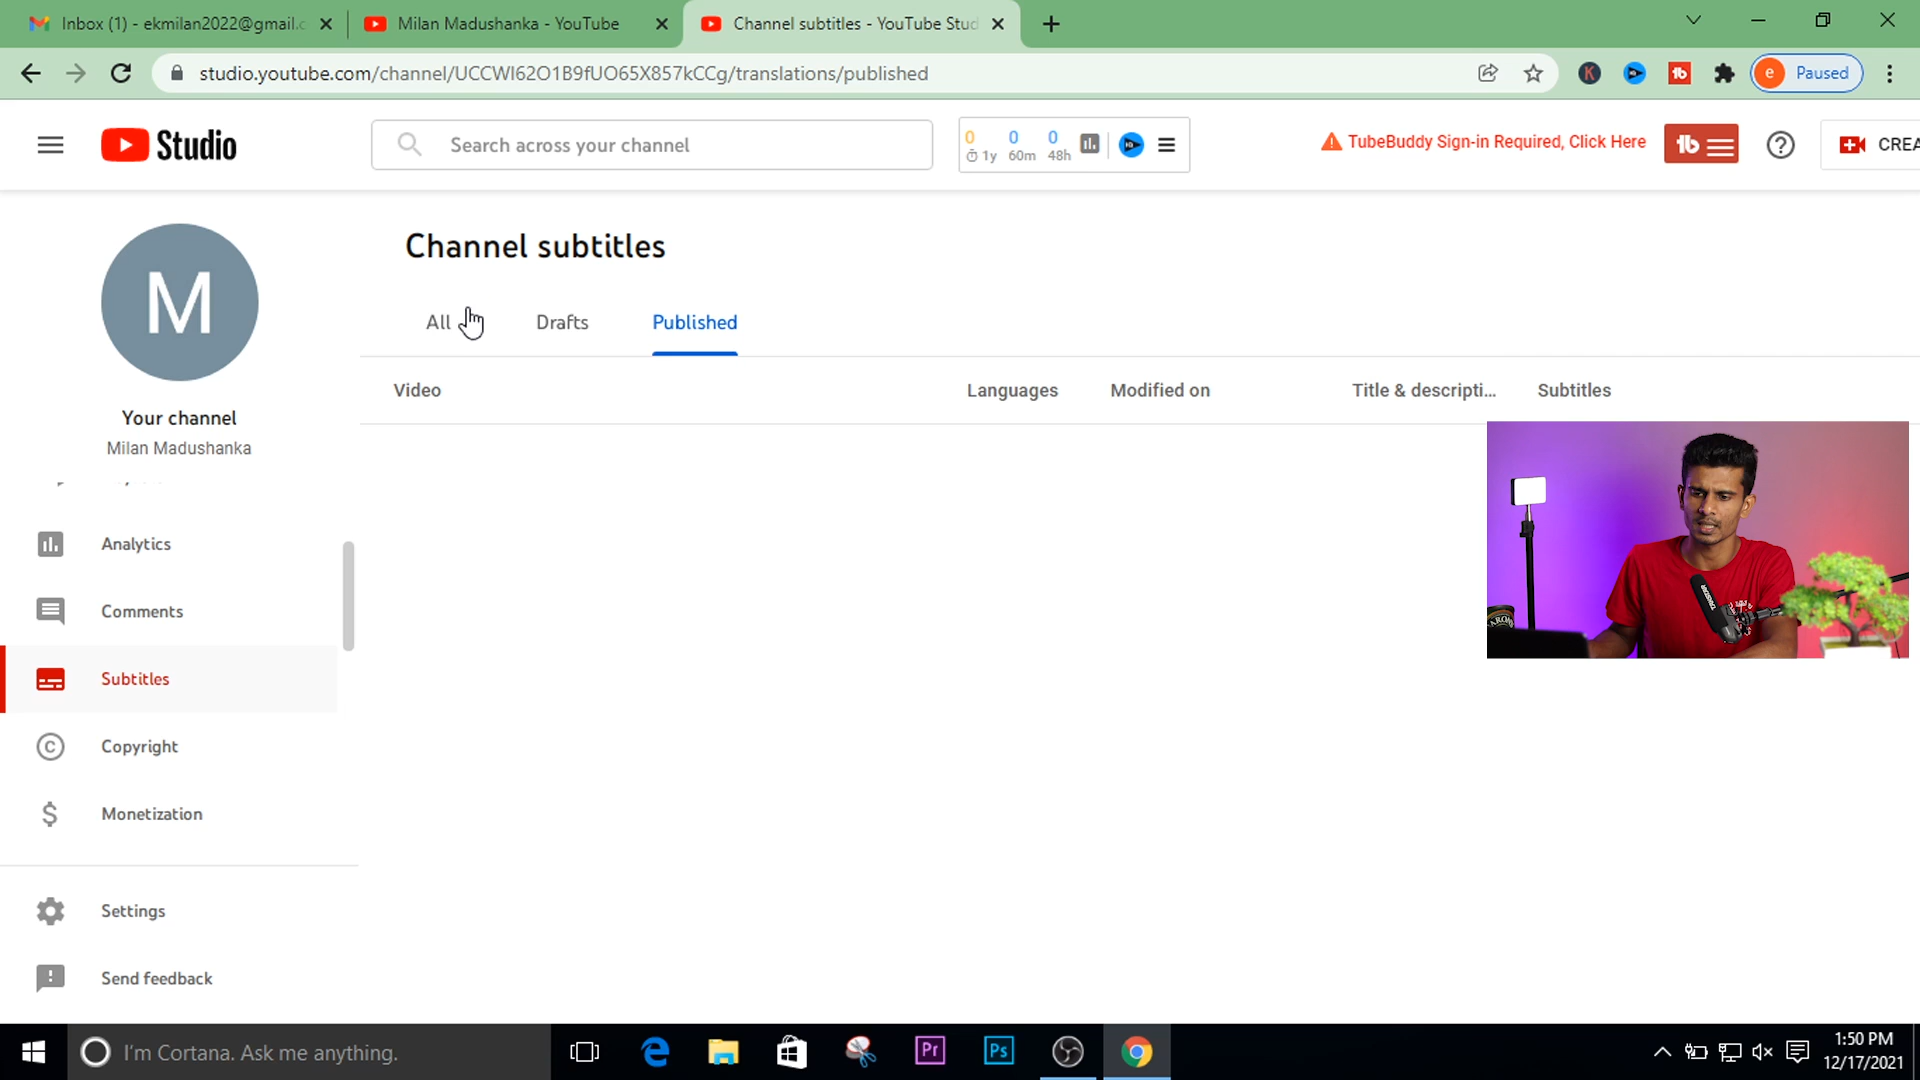 Inbox (1) - ekmilan2022@gmail.c
Milan Madushanka - YouTube
Channel subtitles - YouTube Stud
studio.youtube.com/channel/UCCWI62O1B9fUO65X857kCCg/translations/published
K
e Paused
Studio
Search across your channel
0 0 0
1y 60m 48h
TubeBuddy Sign-in Required, Click Here
CREA
M
Your channel
Milan Madushanka
Channel subtitles
All Drafts Published
Video Languages Modified on Title & descripti... Subtitles
Analytics
Comments
Subtitles
Copyright
Monetization
Settings
Send feedback
I'm Cortana. Ask me anything.
Pr
Ps
1:50 PM
12/17/2021